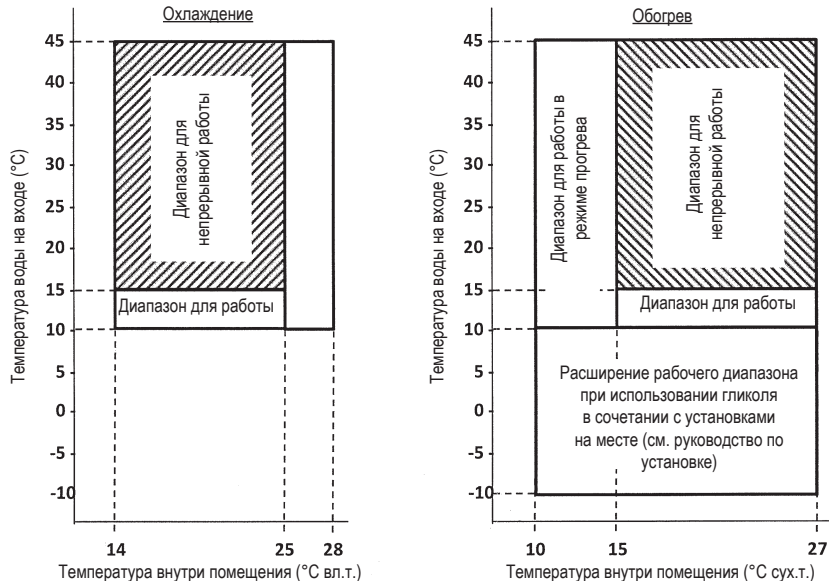 Охлаждение
Температура воды на входе (°C)
45
40
35
30
25
20
15
10
5
0
-5
-10
Диапазон для
непрерывной работы
Диапазон для работы
14
25
28
Температура внутри помещения (°C вл.т.)
Обогрев
Температура воды на входе (°C)
45
40
35
30
25
20
15
10
5
0
-5
-10
Диапазон для работы в
режиме прогрева
Диапазон для
непрерывной работы
Диапазон для работы
Расширение рабочего диапазона
при использовании гликоля
в сочетании с установками
на месте (см. руководство по
установке)
10
15
27
Температура внутри помещения (°C сух.т.)